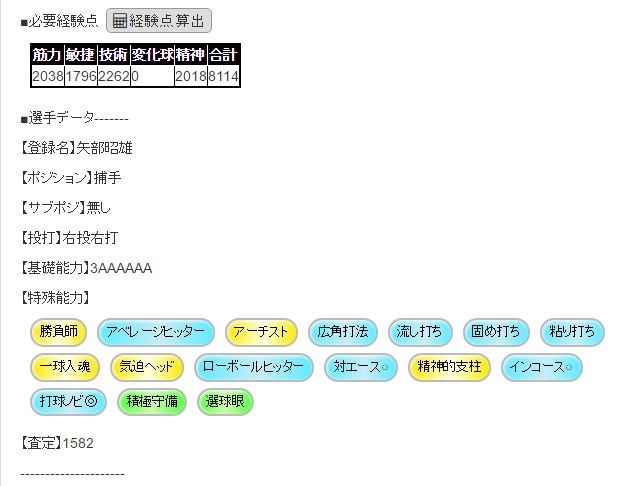 ■必要経験点 経験点算出
筋力 敏捷 技術 変化球 精神 合計
2038 1796 2262 0 2018 8114
■選手データ-------
【登録名】矢部昭雄
【ポジション】捕手
【サブポジ】無し
【投打】右投右打
【基礎能力】3AAAAAA
【特殊能力】
勝負師 アベレージヒッター アーチスト 広角打法 流し打ち 固め打ち 粘り打ち
一球入魂 気迫ヘッド ローボールヒッター 対エース○ 精神的支柱 インコース○
打球ノビ◎ 積極守備 選球眼
【査定】1582
---------------------